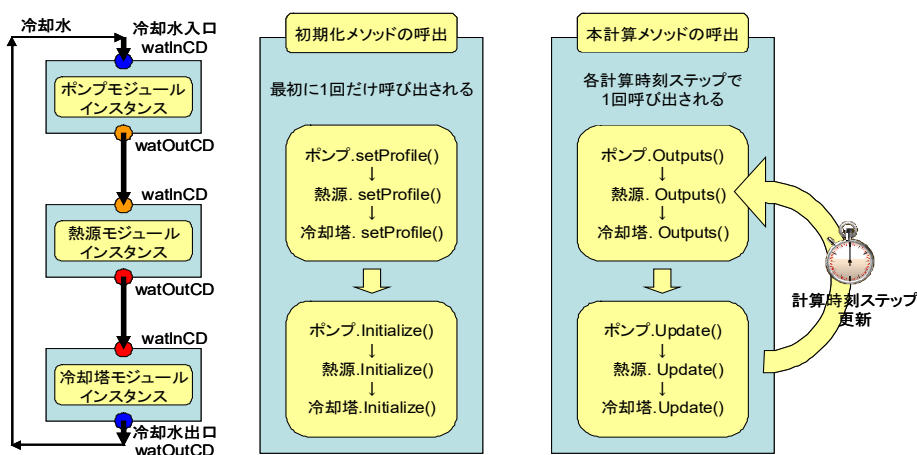 冷却水
冷却水入口
watInCD
ポンプモジュール
インスタンス
watOutCD
watInCD
熱源モジュール
インスタンス
watOutCD
watInCD
冷却塔モジュール
インスタンス
冷却水出口
watOutCD
初期化メソッドの呼出
最初に1回だけ呼び出される
ポンプ.setProfile()
↓
熱源. setProfile()
↓
冷却塔. setProfile()
ポンプ.Initialize()
↓
熱源.Initialize()
↓
冷却塔.Initialize()
本計算メソッドの呼出
各計算時刻ステップで
1回呼び出される
ポンプ.Outputs()
↓
熱源. Outputs()
↓
冷却塔. Outputs()
ポンプ.Update()
↓
熱源. Update()
↓
冷却塔.Update()
計算時刻ステップ
更新